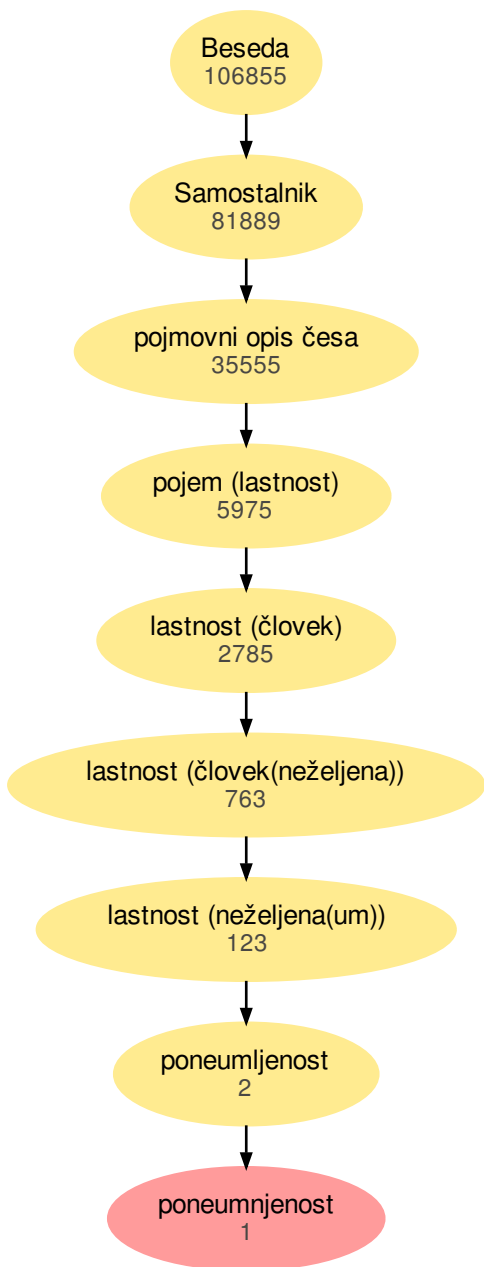 Beseda
106855
Samostalnik
81889
pojmovni opis česa
35555
pojem (lastnost)
5975
lastnost (človek)
2785
lastnost (človek(neželjena))
763
lastnost (neželjena(um))
123
poneumljenost
2
poneumnjenost
1